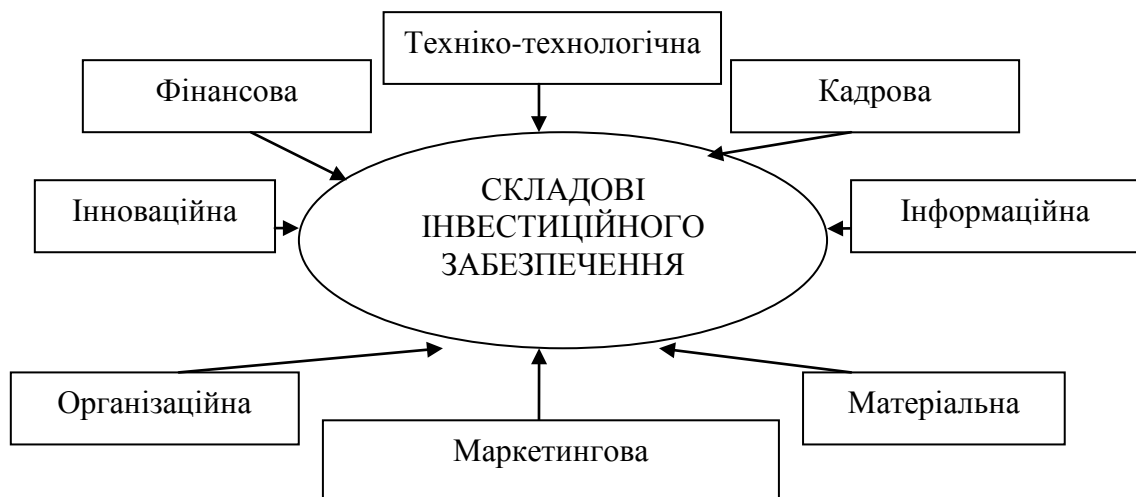 Техніко-технологічна
Фінансова
Кадрова
Інноваційна
СКЛАДОВІ
ІНВЕСТИЦІЙНОГО
ЗАБЕЗПЕЧЕННЯ
Інформаційна
Організаційна
Матеріальна
Маркетингова